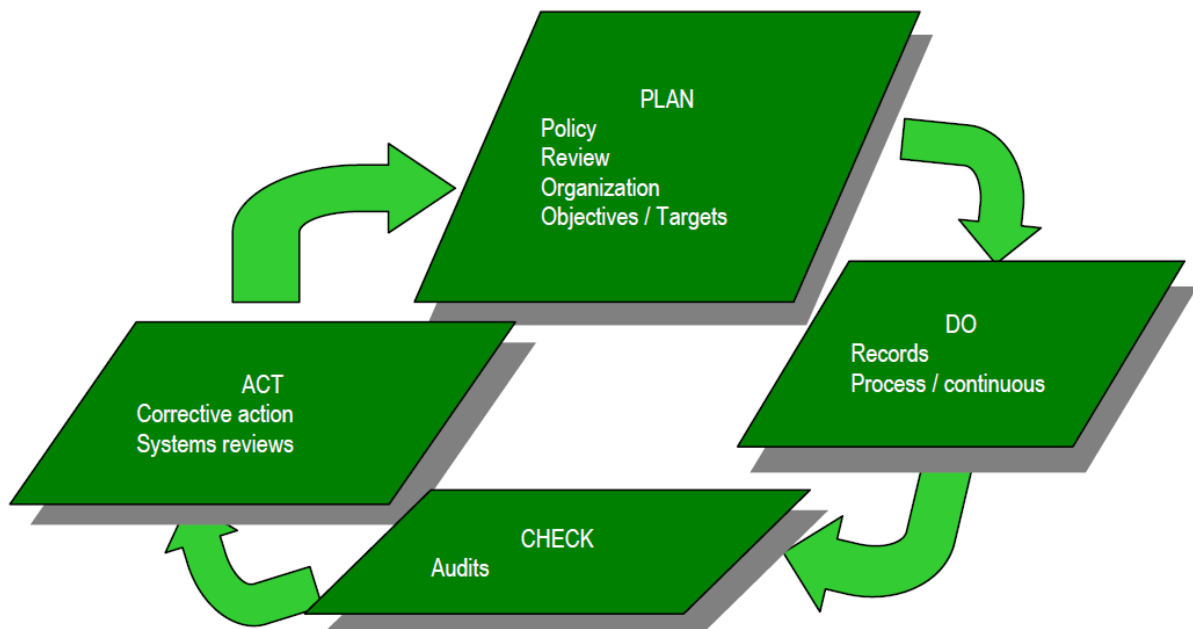 PLAN
Policy
Review
Organization
Objectives / Targets
DO
Records
Process / continuous
CHECK
Audits
ACT
Corrective action
Systems reviews